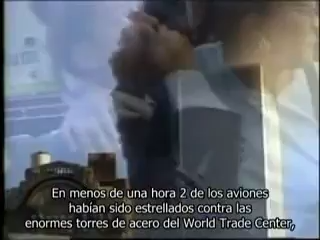 En menos de una hora 2 de los aviones
habían sido estrellados contra las
enormes torres de acero del World Trade Center,